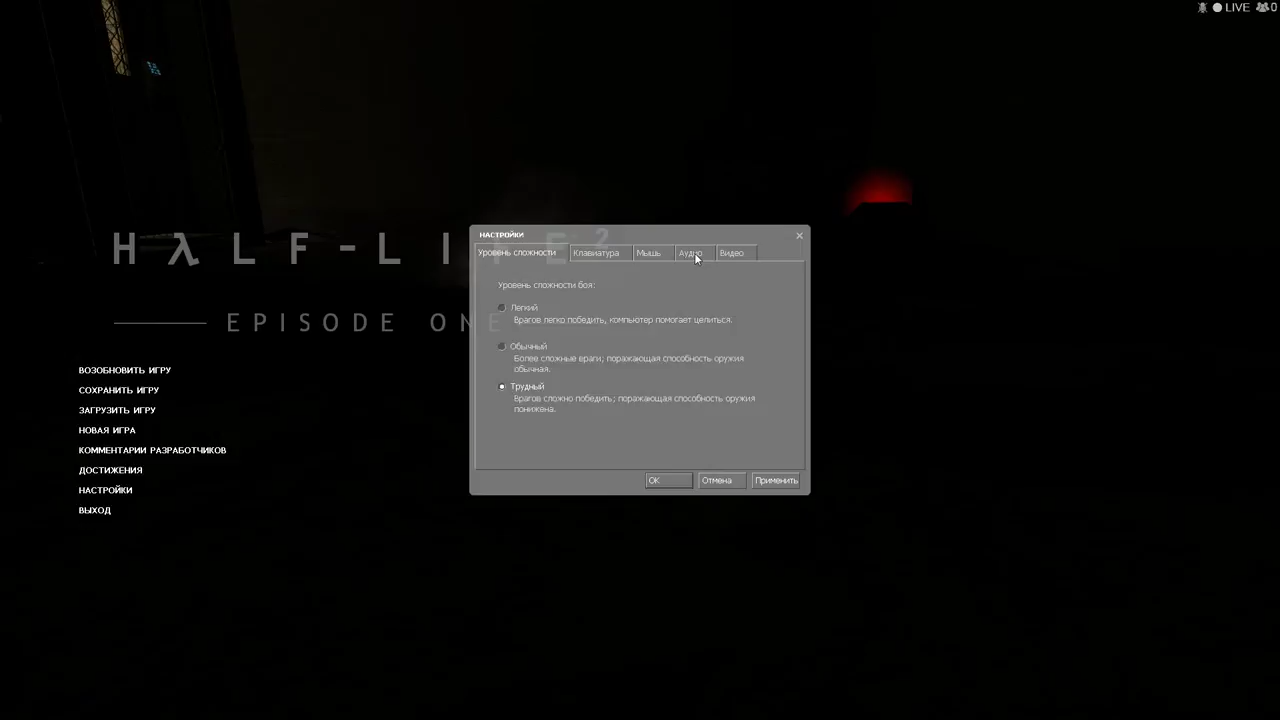 LIVE 0
HλLF-LIFE 2
EPISODE ONE
ВОЗОБНОВИТЬ ИГРУ
СОХРАНИТЬ ИГРУ
ЗАГРУЗИТЬ ИГРУ
НОВАЯ ИГРА
КОММЕНТАРИИ РАЗРАБОТЧИКОВ
ДОСТИЖЕНИЯ
НАСТРОЙКИ
ВЫХОД
НАСТРОЙКИ
Уровень сложности Клавиатура Мышь Аудио Видео
Уровень сложности боя:
Легкий
Врагов легко победить, компьютер помогает целиться.
Обычный
Более сложные враги; поражающая способность оружия
обычная.
Трудный
Врагов сложно победить; поражающая способность оружия
понижена.
ОК Отмена Применить